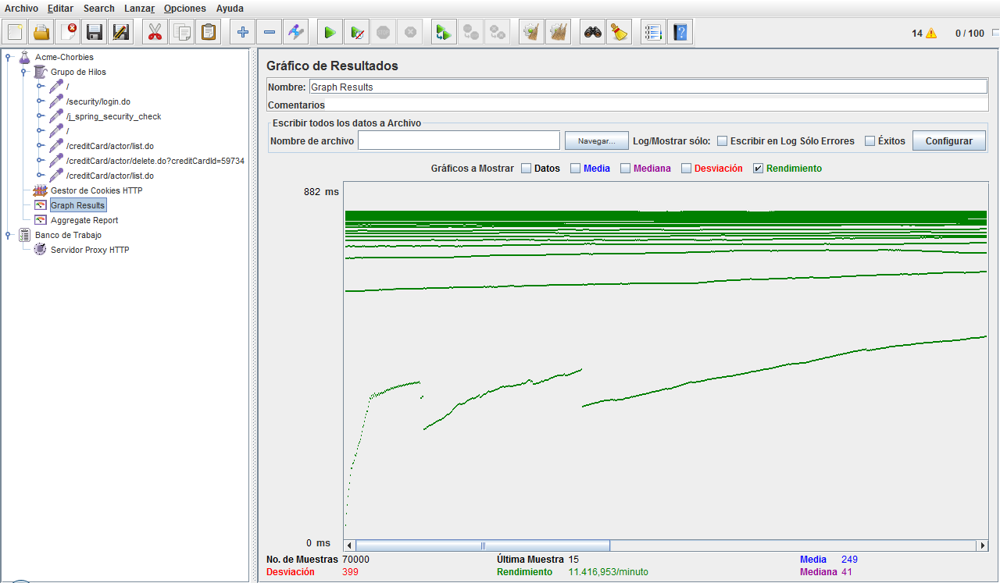 Archivo Editar Search Lanzar Opciones Ayuda
14 0 / 100
Acme-Chorbies
Grupo de Hilos
/
/security/login.do
/j_spring_security_check
/
/creditCard/actor/list.do
/creditCard/actor/delete.do?creditCardId=59734
/creditCard/actor/list.do
Gestor de Cookies HTTP
Graph Results
Aggregate Report
Banco de Trabajo
Servidor Proxy HTTP
Gráfico de Resultados
Nombre: Graph Results
Comentarios
Escribir todos los datos a Archivo
Nombre de archivo Navegar... Log/Mostrar sólo: Escribir en Log Sólo Errores Éxitos Configurar
Gráficos a Mostrar Datos Media Mediana Desviación Rendimiento
882 ms
0 ms
No. de Muestras 70000 Última Muestra 15 Media 249
Desviación 399 Rendimiento 11.416,953/minuto Mediana 41